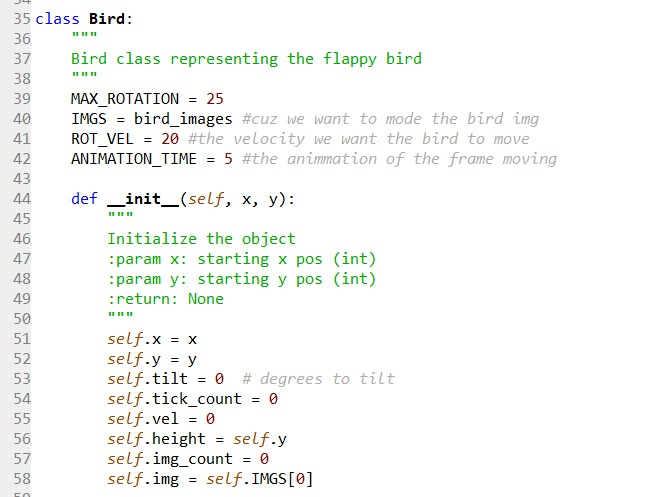 35 class Bird:
36     """
37     Bird class representing the flappy bird
38     """
39     MAX_ROTATION = 25
40     IMGS = bird_images #cuz we want to mode the bird img
41     ROT_VEL = 20 #the velocity we want the bird to move
42     ANIMATION_TIME = 5 #the animmation of the frame moving
43
44     def __init__(self, x, y):
45         """
46         Initialize the object
47         :param x: starting x pos (int)
48         :param y: starting y pos (int)
49         :return: None
50         """
51         self.x = x
52         self.y = y
53         self.tilt = 0  # degrees to tilt
54         self.tick_count = 0
55         self.vel = 0
56         self.height = self.y
57         self.img_count = 0
58         self.img = self.IMGS[0]